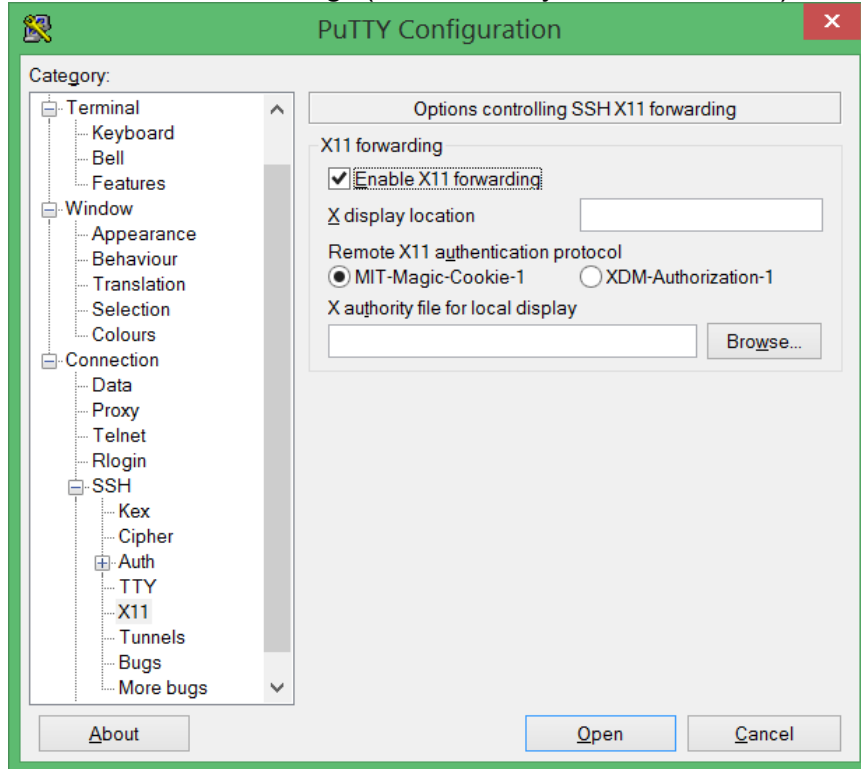 PuTTY Configuration
Category:
Terminal
Keyboard
Bell
Features
Window
Appearance
Behaviour
Translation
Selection
Colours
Connection
Data
Proxy
Telnet
Rlogin
SSH
Kex
Cipher
Auth
TTY
X11
Tunnels
Bugs
More bugs
Options controlling SSH X11 forwarding
X11 forwarding
Enable X11 forwarding
X display location
Remote X11 authentication protocol
MIT-Magic-Cookie-1 XDM-Authorization-1
X authority file for local display
Browse...
About Open Cancel